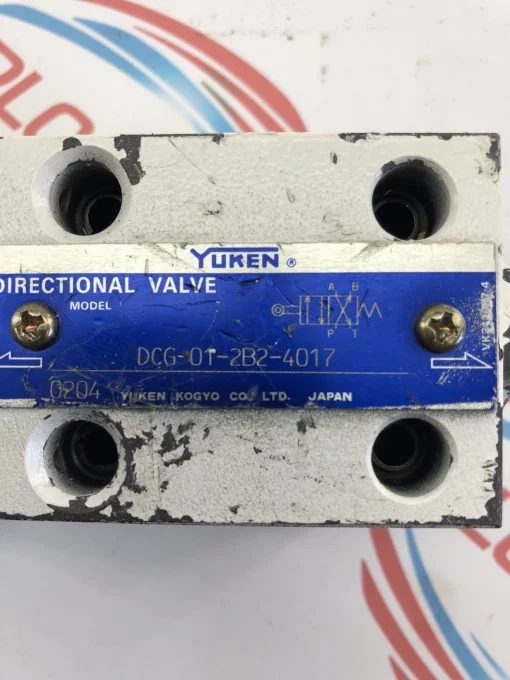 YUKEN ®
DIRECTIONAL VALVE
MODEL
A B
P T
DCG-01-2B2-4017
0204 YUKEN KOGYO CO., LTD. JAPAN